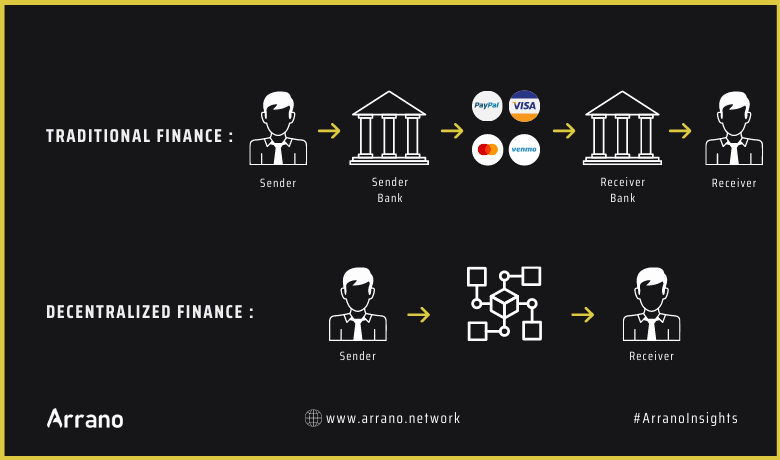 TRADITIONAL FINANCE :
PayPal
VISA
venmo
Sender
Sender
Bank
Receiver
Bank
Receiver
DECENTRALIZED FINANCE :
Sender
Receiver
Arrano
www.arrano.network
#ArranoInsights